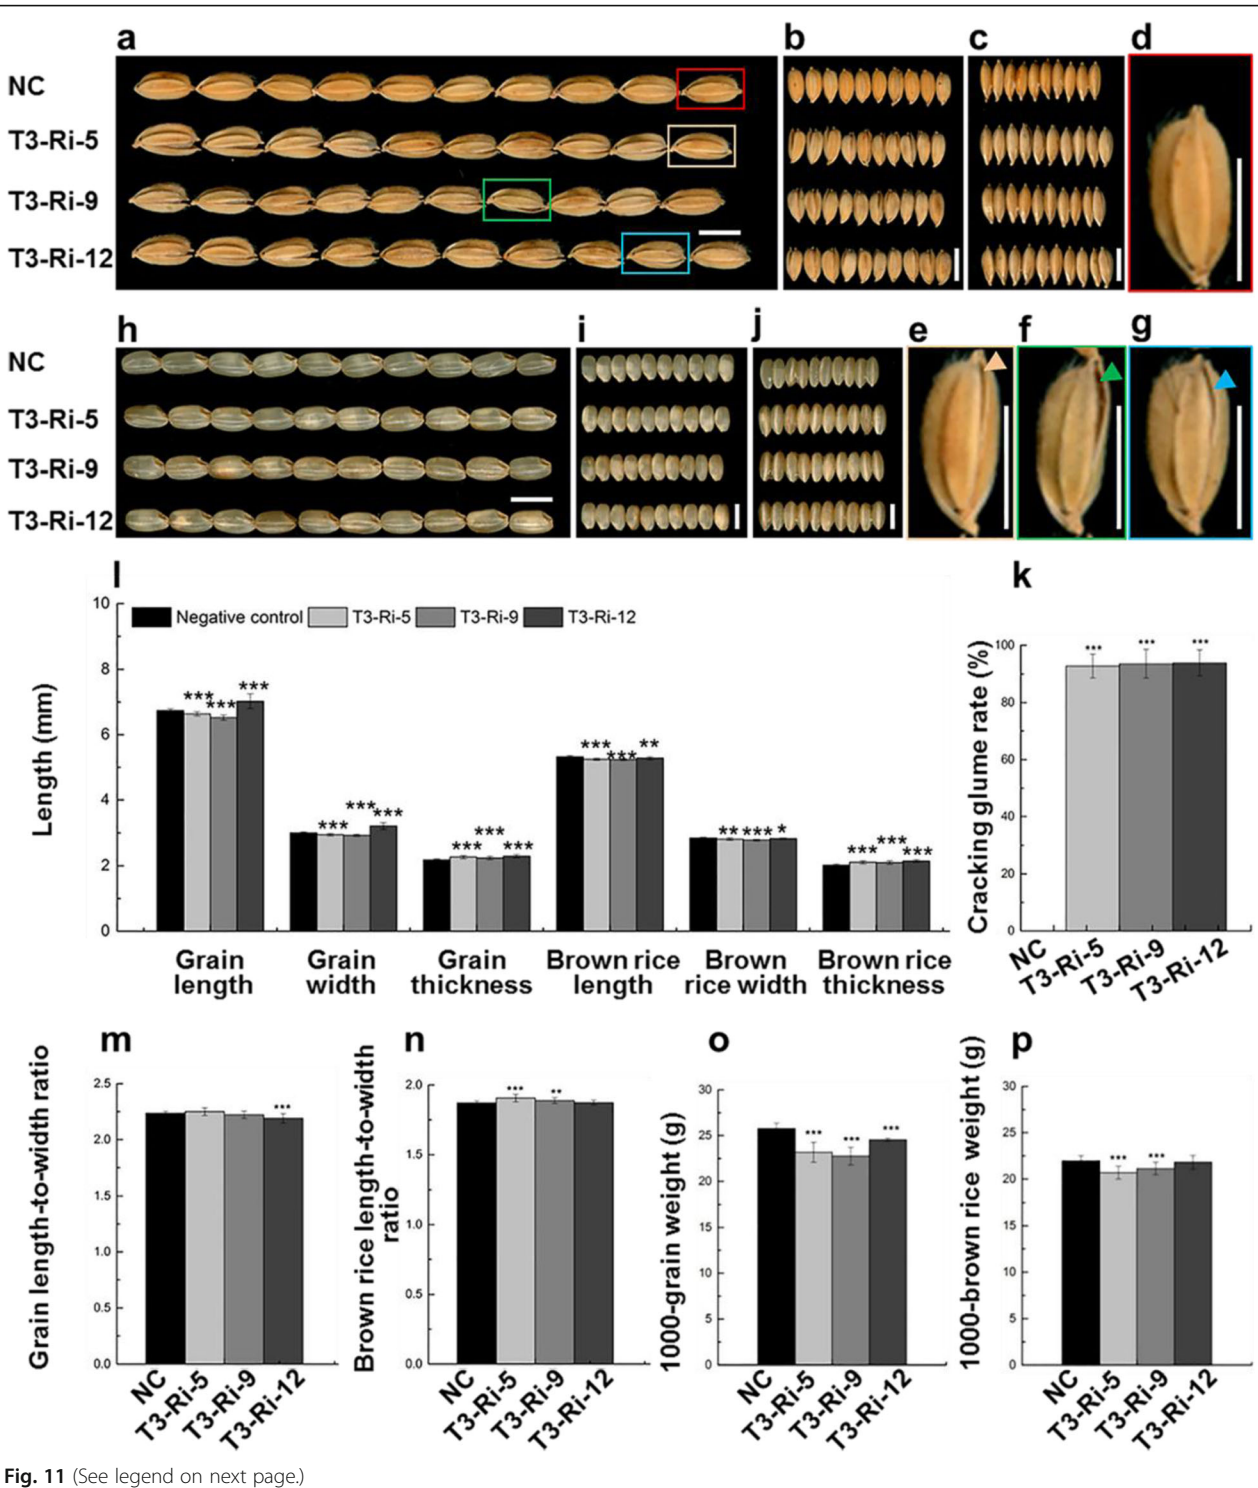 a b c d
NC
T3-Ri-5
T3-Ri-9
T3-Ri-12
h i j e f g
NC
T3-Ri-5
T3-Ri-9
T3-Ri-12
l
Length (mm)
10
8
6
4
2
0
Negative control T3-Ri-5 T3-Ri-9 T3-Ri-12
*** *** ***
*** *** ***
*** *** ***
*** *** **
** *** *
*** *** ***
Grain length
Grain width
Grain thickness
Brown rice length
Brown rice width
Brown rice thickness
k
Cracking glume rate (%)
100
80
60
40
20
0
*** *** ***
NC T3-Ri-5 T3-Ri-9 T3-Ri-12
m
Grain length-to-width ratio
2.5
2.0
1.5
1.0
0.5
0.0
***
NC T3-Ri-5 T3-Ri-9 T3-Ri-12
n
Brown rice length-to-width
ratio
2.0
1.5
1.0
0.5
0.0
*** **
NC T3-Ri-5 T3-Ri-9 T3-Ri-12
o
1000-grain weight (g)
30
25
20
15
10
5
0
*** *** ***
NC T3-Ri-5 T3-Ri-9 T3-Ri-12
p
1000-brown rice weight (g)
30
25
20
15
10
5
0
*** ***
NC T3-Ri-5 T3-Ri-9 T3-Ri-12
Fig. 11 (See legend on next page.)